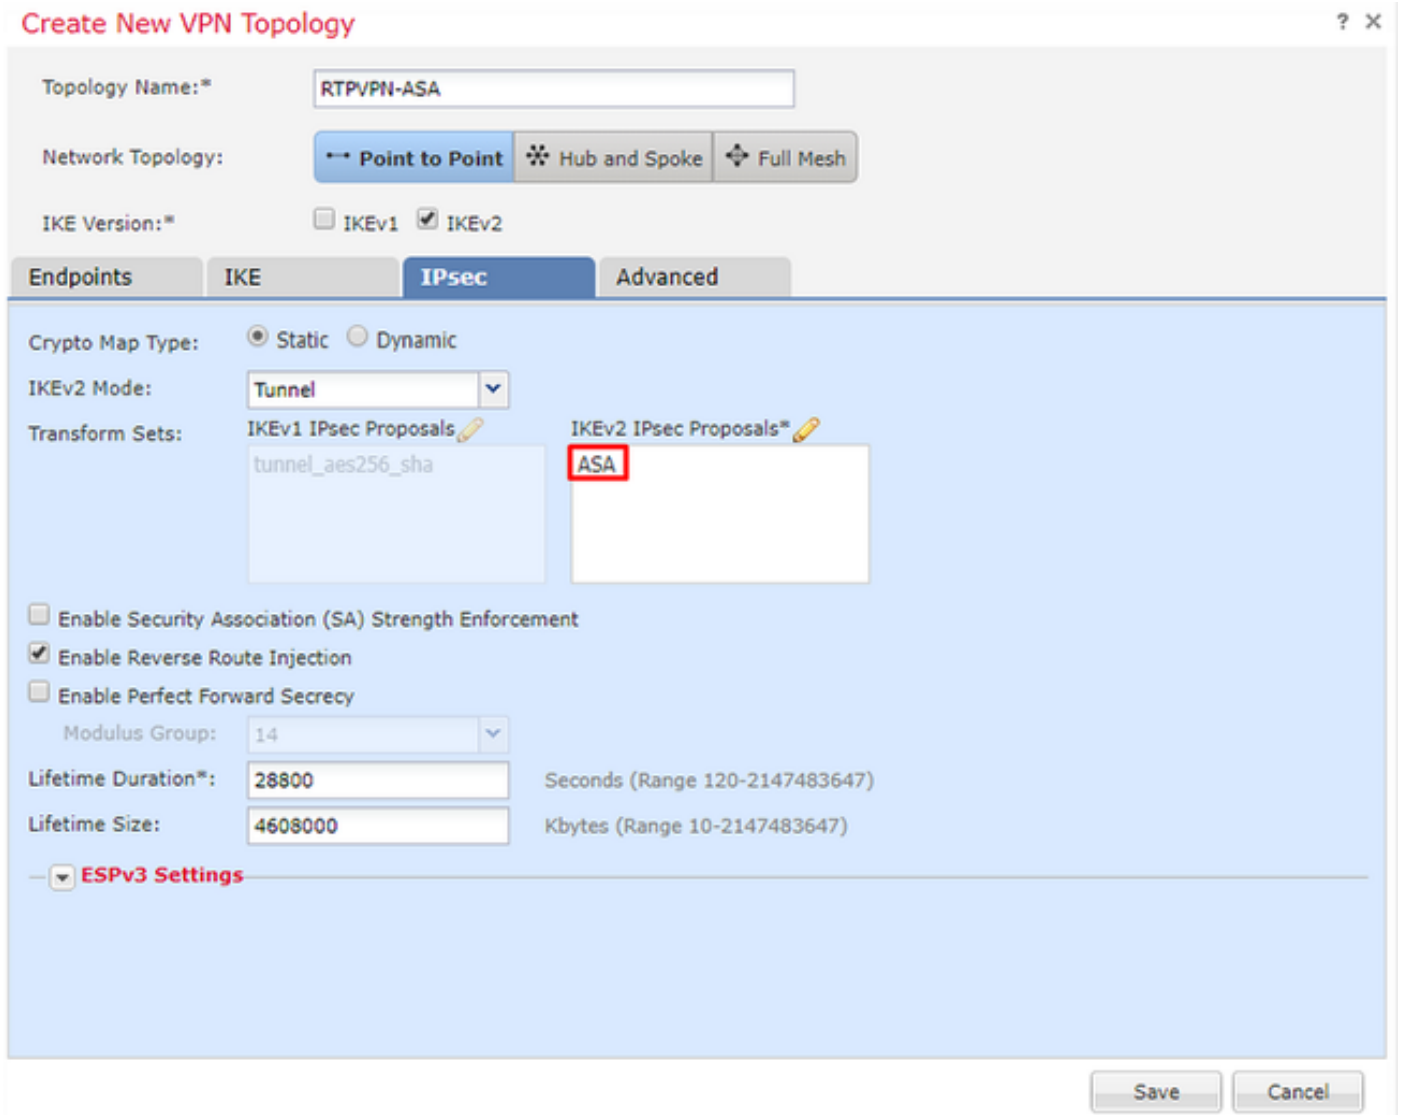 Create New VPN Topology ? ×
Topology Name:* RTPVPN-ASA
Network Topology: Point to Point Hub and Spoke Full Mesh
IKE Version:* IKEv1 IKEv2
Endpoints IKE IPsec Advanced
Crypto Map Type: Static Dynamic
IKEv2 Mode: Tunnel
Transform Sets: IKEv1 IPsec Proposals IKEv2 IPsec Proposals*
tunnel_aes256_sha ASA
Enable Security Association (SA) Strength Enforcement
Enable Reverse Route Injection
Enable Perfect Forward Secrecy
Modulus Group: 14
Lifetime Duration*: 28800 Seconds (Range 120-2147483647)
Lifetime Size: 4608000 Kbytes (Range 10-2147483647)
ESPv3 Settings
Save Cancel